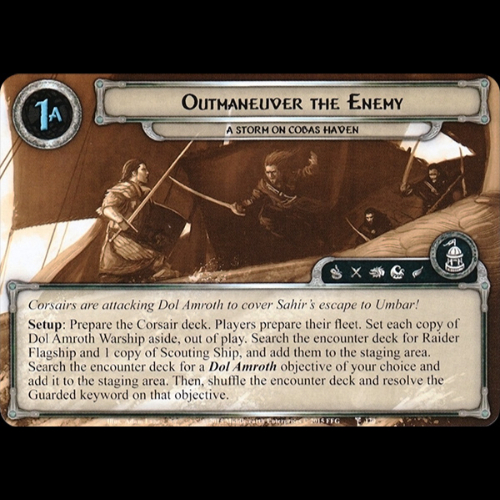 1A
OUTMANEUVER THE ENEMY
A STORM ON COBAS HAVEN
Corsairs are attacking Dol Amroth to cover Sahír's escape to Umbar!
Setup: Prepare the Corsair deck. Players prepare their fleet. Set each copy of
Dol Amroth Warship aside, out of play. Search the encounter deck for Raider
Flagship and 1 copy of Scouting Ship, and add them to the staging area.
Search the encounter deck for a Dol Amroth objective of your choice and
add it to the staging area. Then, shuffle the encounter deck and resolve the
Guarded keyword on that objective.
Enterprises © 2015 FFG